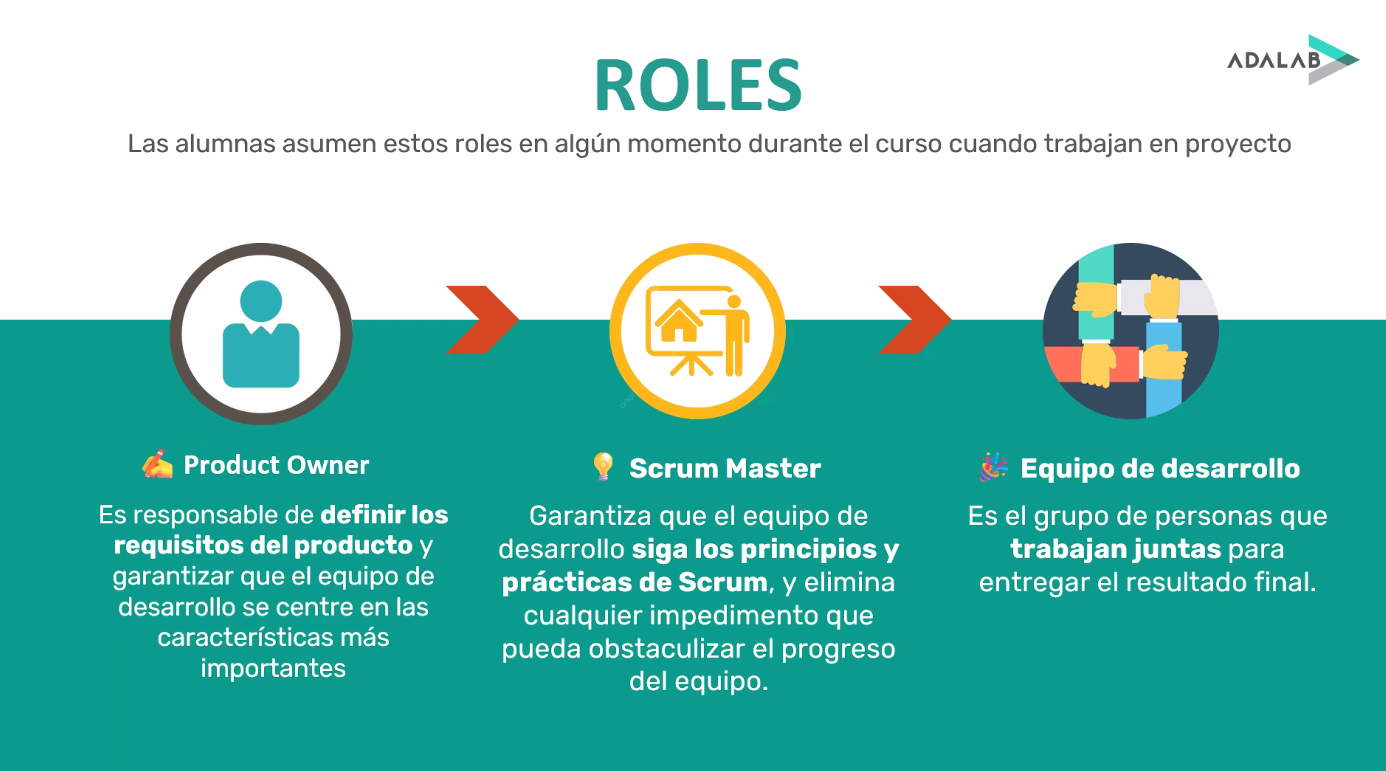 ADALAB
ROLES
Las alumnas asumen estos roles en algún momento durante el curso cuando trabajan en proyecto
✍️ Product Owner
Es responsable de definir los
requisitos del producto y
garantizar que el equipo de
desarrollo se centre en las
características más
importantes
💡 Scrum Master
Garantiza que el equipo de
desarrollo siga los principios y
prácticas de Scrum, y elimina
cualquier impedimento que
pueda obstaculizar el progreso
del equipo.
🎉 Equipo de desarrollo
Es el grupo de personas que
trabajan juntas para
entregar el resultado final.